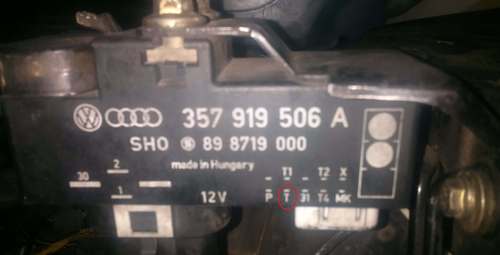 357 919 506 A
SHO 89 8719 000
made in Hungary
T1 T2 X
2
30
1
12V
P T 31 T4 MK